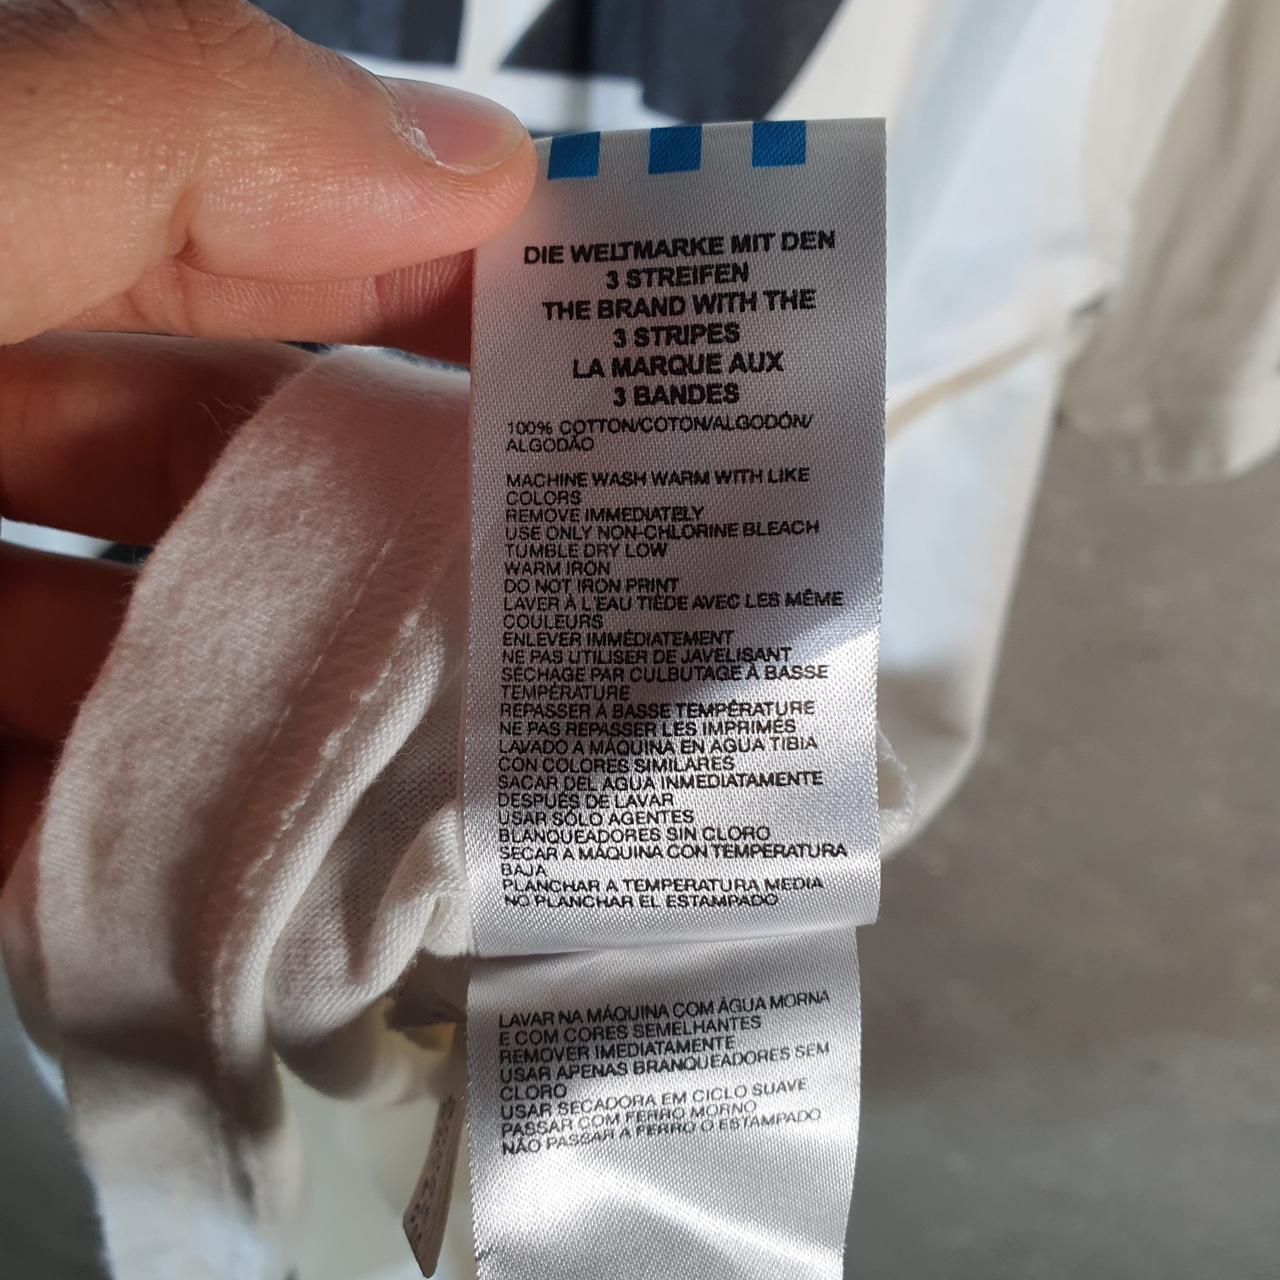 DIE WELTMARKE MIT DEN
3 STREIFEN
THE BRAND WITH THE
3 STRIPES
LA MARQUE AUX
3 BANDES
100% COTTON/COTON/ALGODÓN/
ALGODÃO
MACHINE WASH WARM WITH LIKE
COLORS
REMOVE IMMEDIATELY
USE ONLY NON-CHLORINE BLEACH
TUMBLE DRY LOW
WARM IRON
DO NOT IRON PRINT
LAVER À L'EAU TIÈDE AVEC LES MÊME
COULEURS
ENLEVER IMMÉDIATEMENT
NE PAS UTILISER DE JAVELISANT
SÉCHAGE PAR CULBUTAGE À BASSE
TEMPÉRATURE
REPASSER À BASSE TEMPÉRATURE
NE PAS REPASSER LES IMPRIMÉS
LAVADO A MÁQUINA EN AGUA TIBIA
CON COLORES SIMILARES
SACAR DEL AGUA INMEDIATAMENTE
DESPUÉS DE LAVAR
USAR SÓLO AGENTES
BLANQUEADORES SIN CLORO
SECAR A MÁQUINA CON TEMPERATURA
BAJA
PLANCHAR A TEMPERATURA MEDIA
NO PLANCHAR EL ESTAMPADO
LAVAR NA MÁQUINA COM ÁGUA MORNA
E COM CORES SEMELHANTES
REMOVER IMEDIATAMENTE
USAR APENAS BRANQUEADORES SEM
CLORO
USAR SECADORA EM CICLO SUAVE
PASSAR COM FERRO MORNO
NÃO PASSAR A FERRO O ESTAMPADO